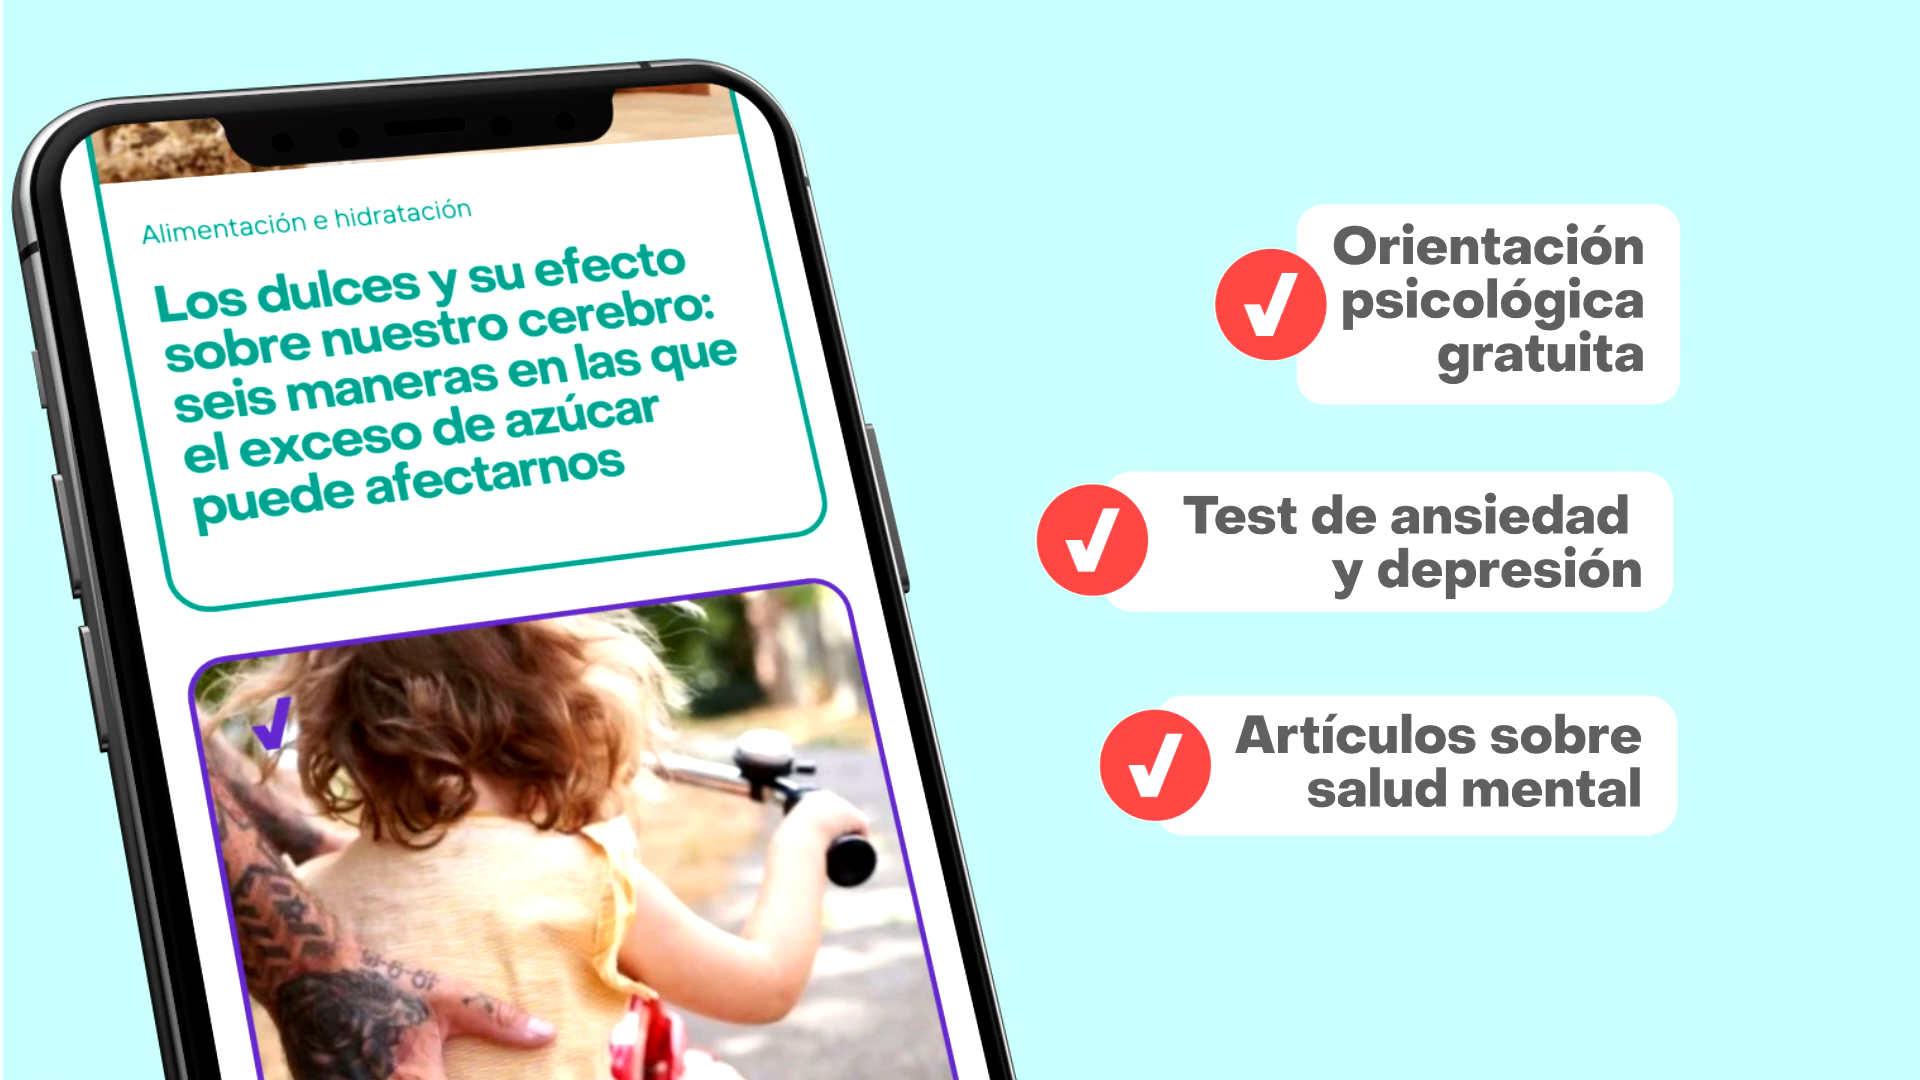 Alimentación e hidratación
Los dulces y su efecto
sobre nuestro cerebro:
seis maneras en las que
el exceso de azúcar
puede afectarnos
Orientación
psicológica
gratuita
Test de ansiedad
y depresión
Artículos sobre
salud mental